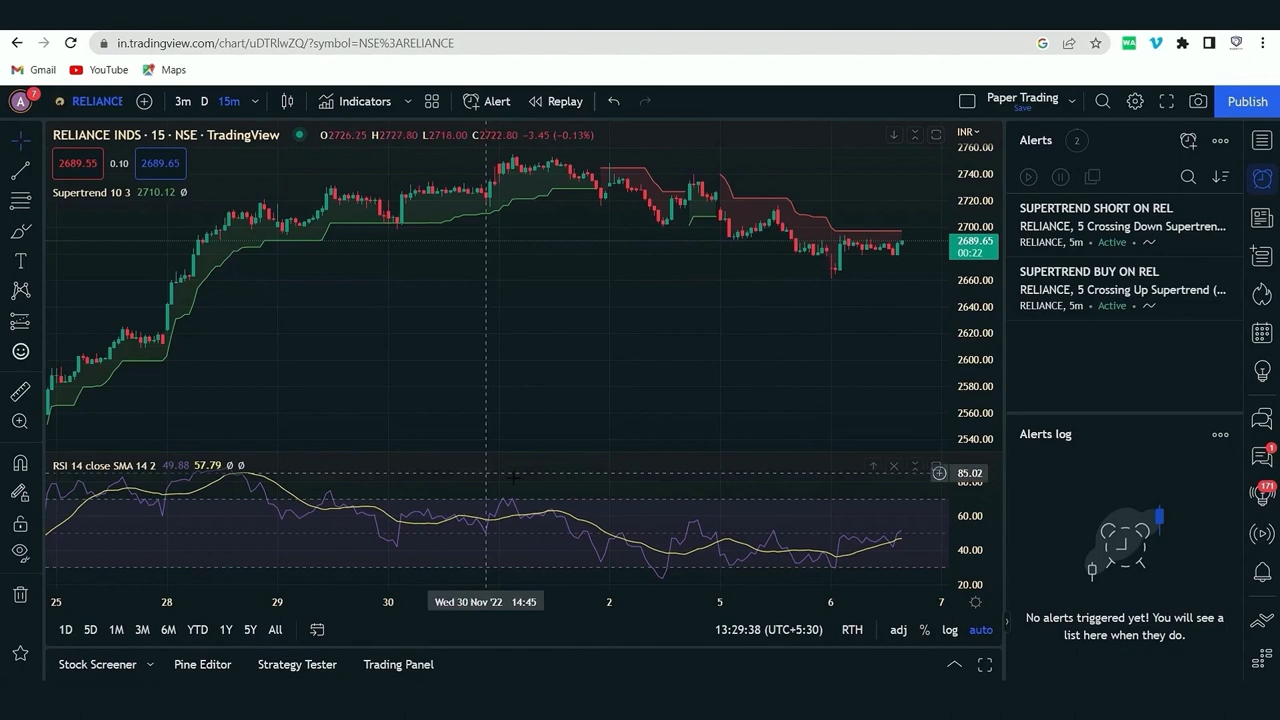 in.tradingview.com/chart/uDTRlwZQ/?symbol=NSE%3ARELIANCE
Gmail YouTube Maps
A 7 RELIANCE 3m D 15m Indicators Alert Replay Paper Trading Save Publish
RELIANCE INDS · 15 · NSE · TradingView O2726.25 H2727.80 L2718.00 C2722.80 −3.45 (−0.13%) INR
2689.55 0.10 2689.65
Supertrend 10 3 2710.12 Ø
2760.00
2740.00
2720.00
2700.00
2689.65
00:22
2660.00
2640.00
2620.00
2600.00
2580.00
2560.00
2540.00
RSI 14 close SMA 14 2 49.88 57.79 Ø Ø
85.02
80.00
60.00
40.00
20.00
25 28 29 30 Wed 30 Nov '22 14:45 2 5 6 7
1D 5D 1M 3M 6M YTD 1Y 5Y All 13:29:38 (UTC+5:30) RTH adj % log auto
Stock Screener Pine Editor Strategy Tester Trading Panel
Alerts 2
SUPERTREND SHORT ON REL
RELIANCE, 5 Crossing Down Supertren...
RELIANCE, 5m • Active •
SUPERTREND BUY ON REL
RELIANCE, 5 Crossing Up Supertrend (...
RELIANCE, 5m • Active •
Alerts log
No alerts triggered yet! You will see a
list here when they do.
1
171
WA